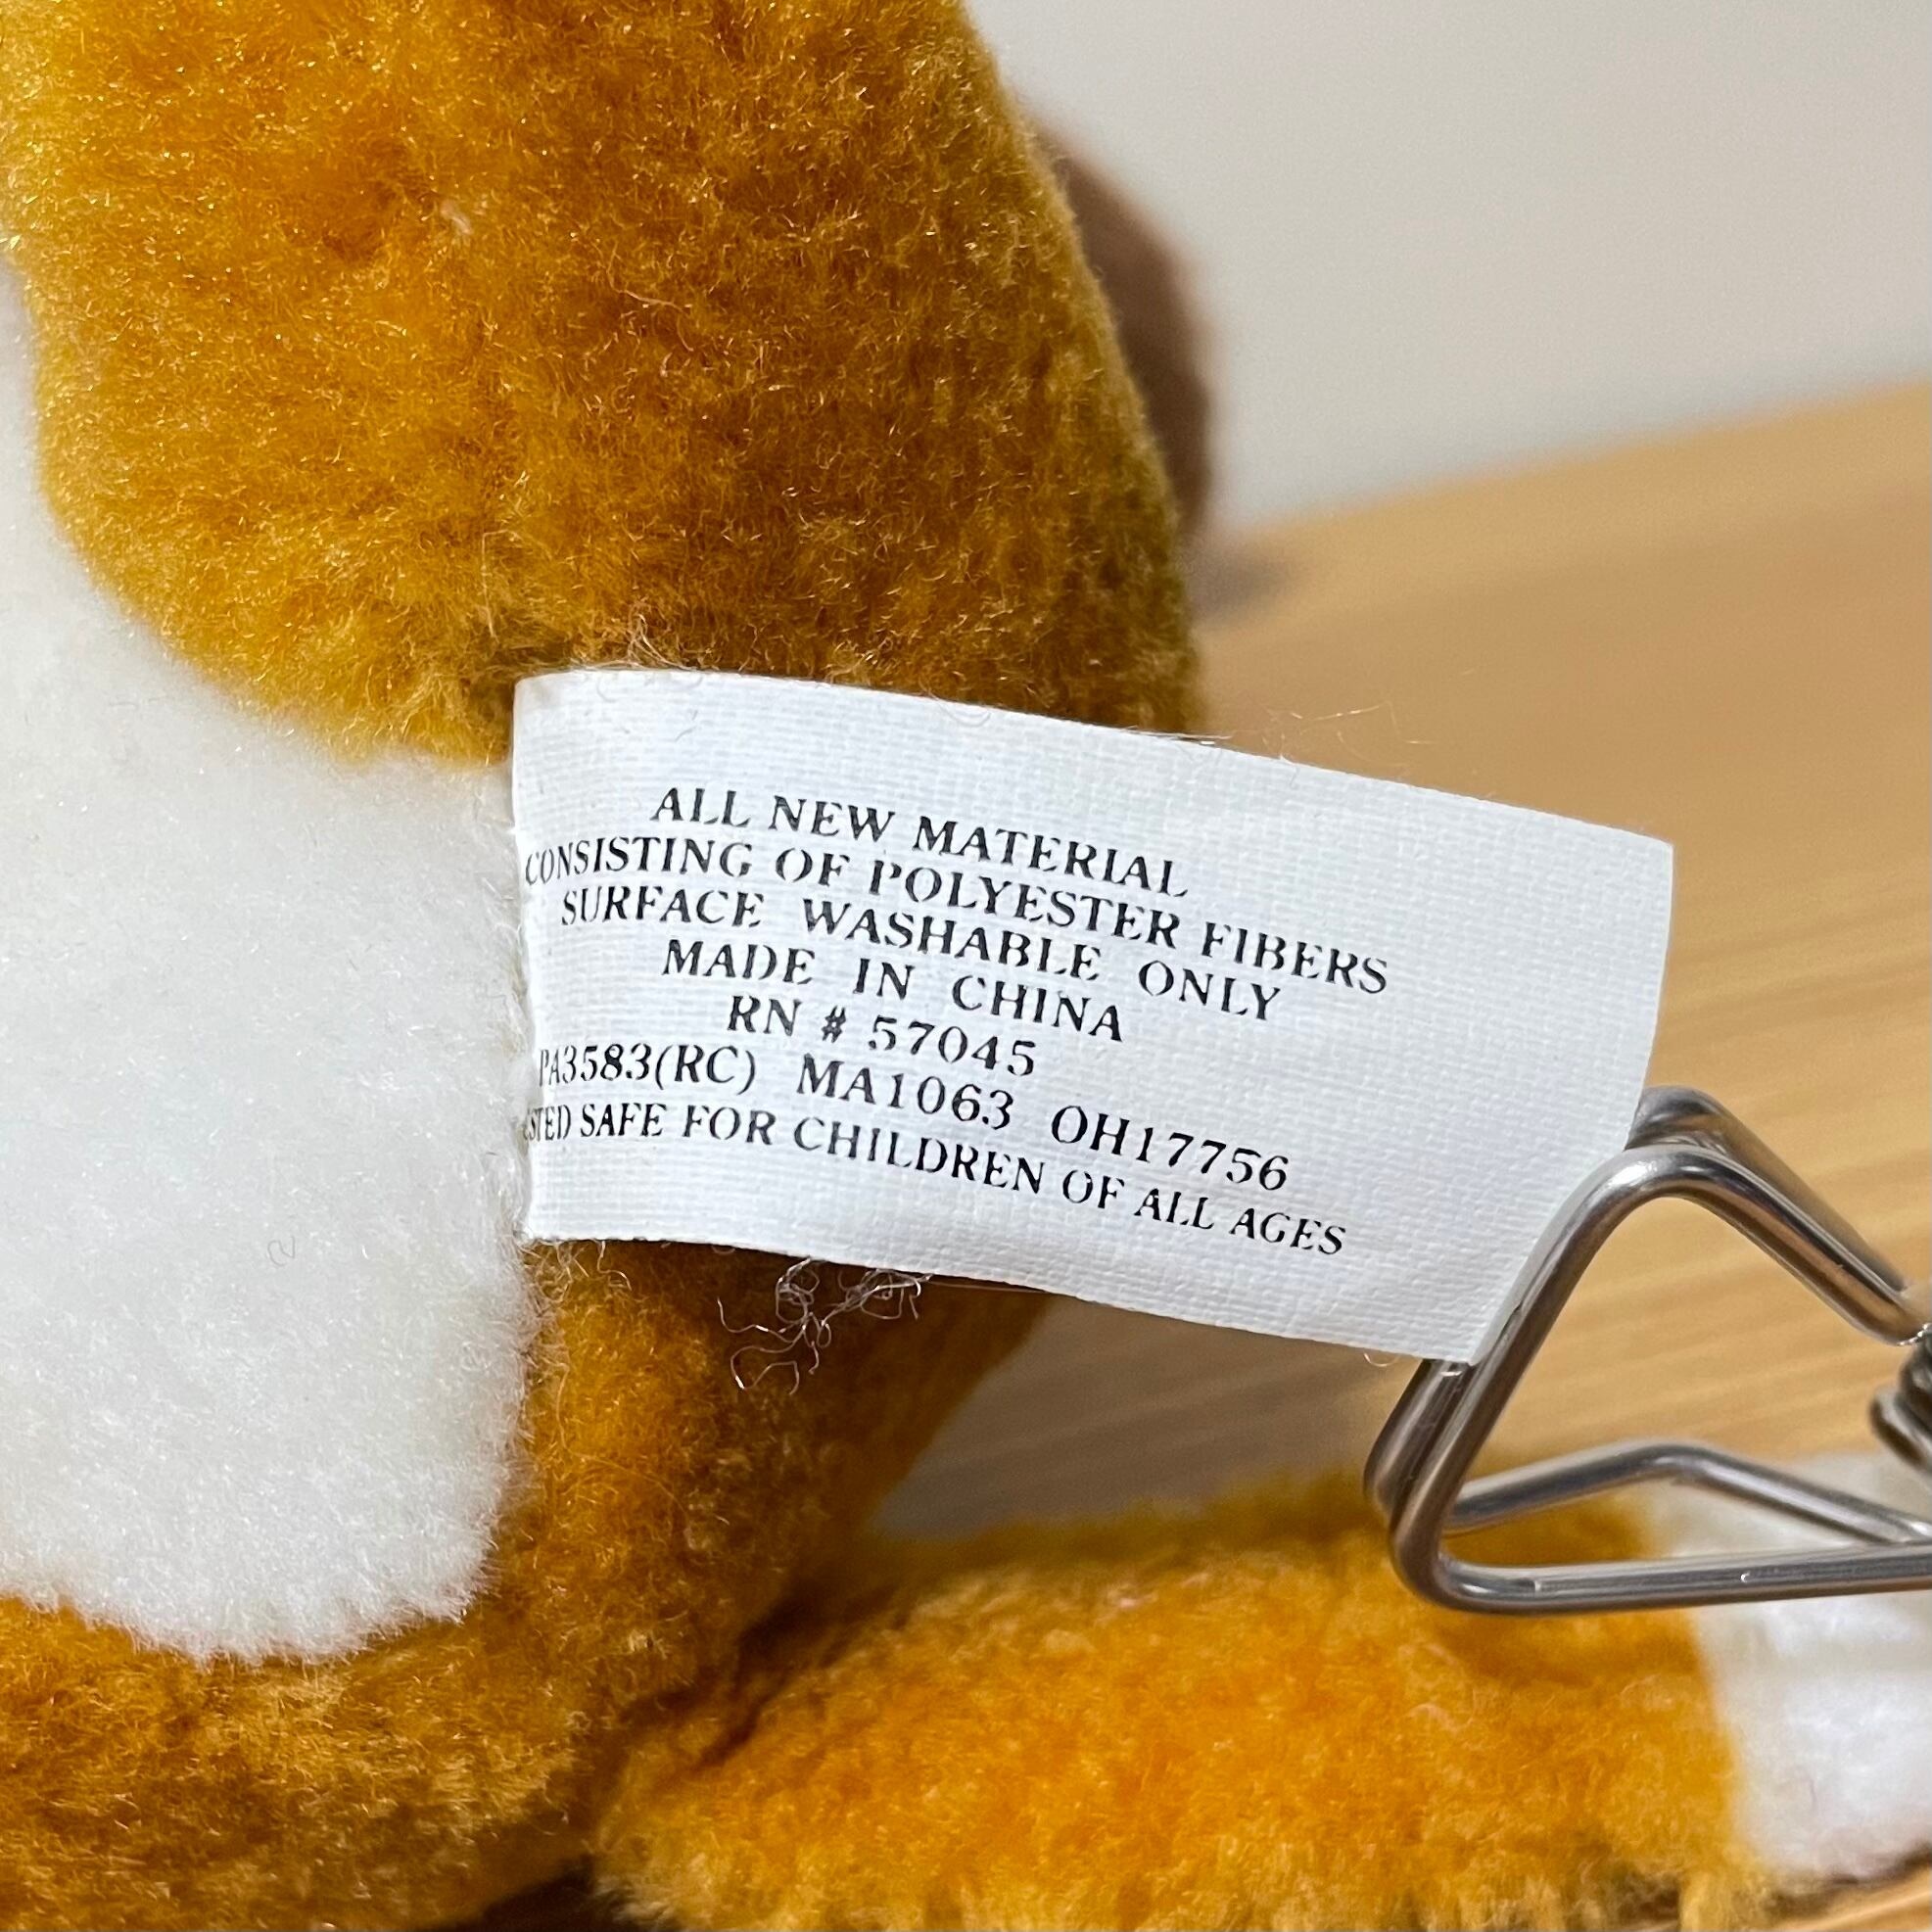 ALL NEW MATERIAL
CONSISTING OF POLYESTER FIBERS
SURFACE WASHABLE ONLY
MADE IN CHINA
RN # 57045
PA3583(RC) MA1063 OH17756
SAFE FOR CHILDREN OF ALL AGES